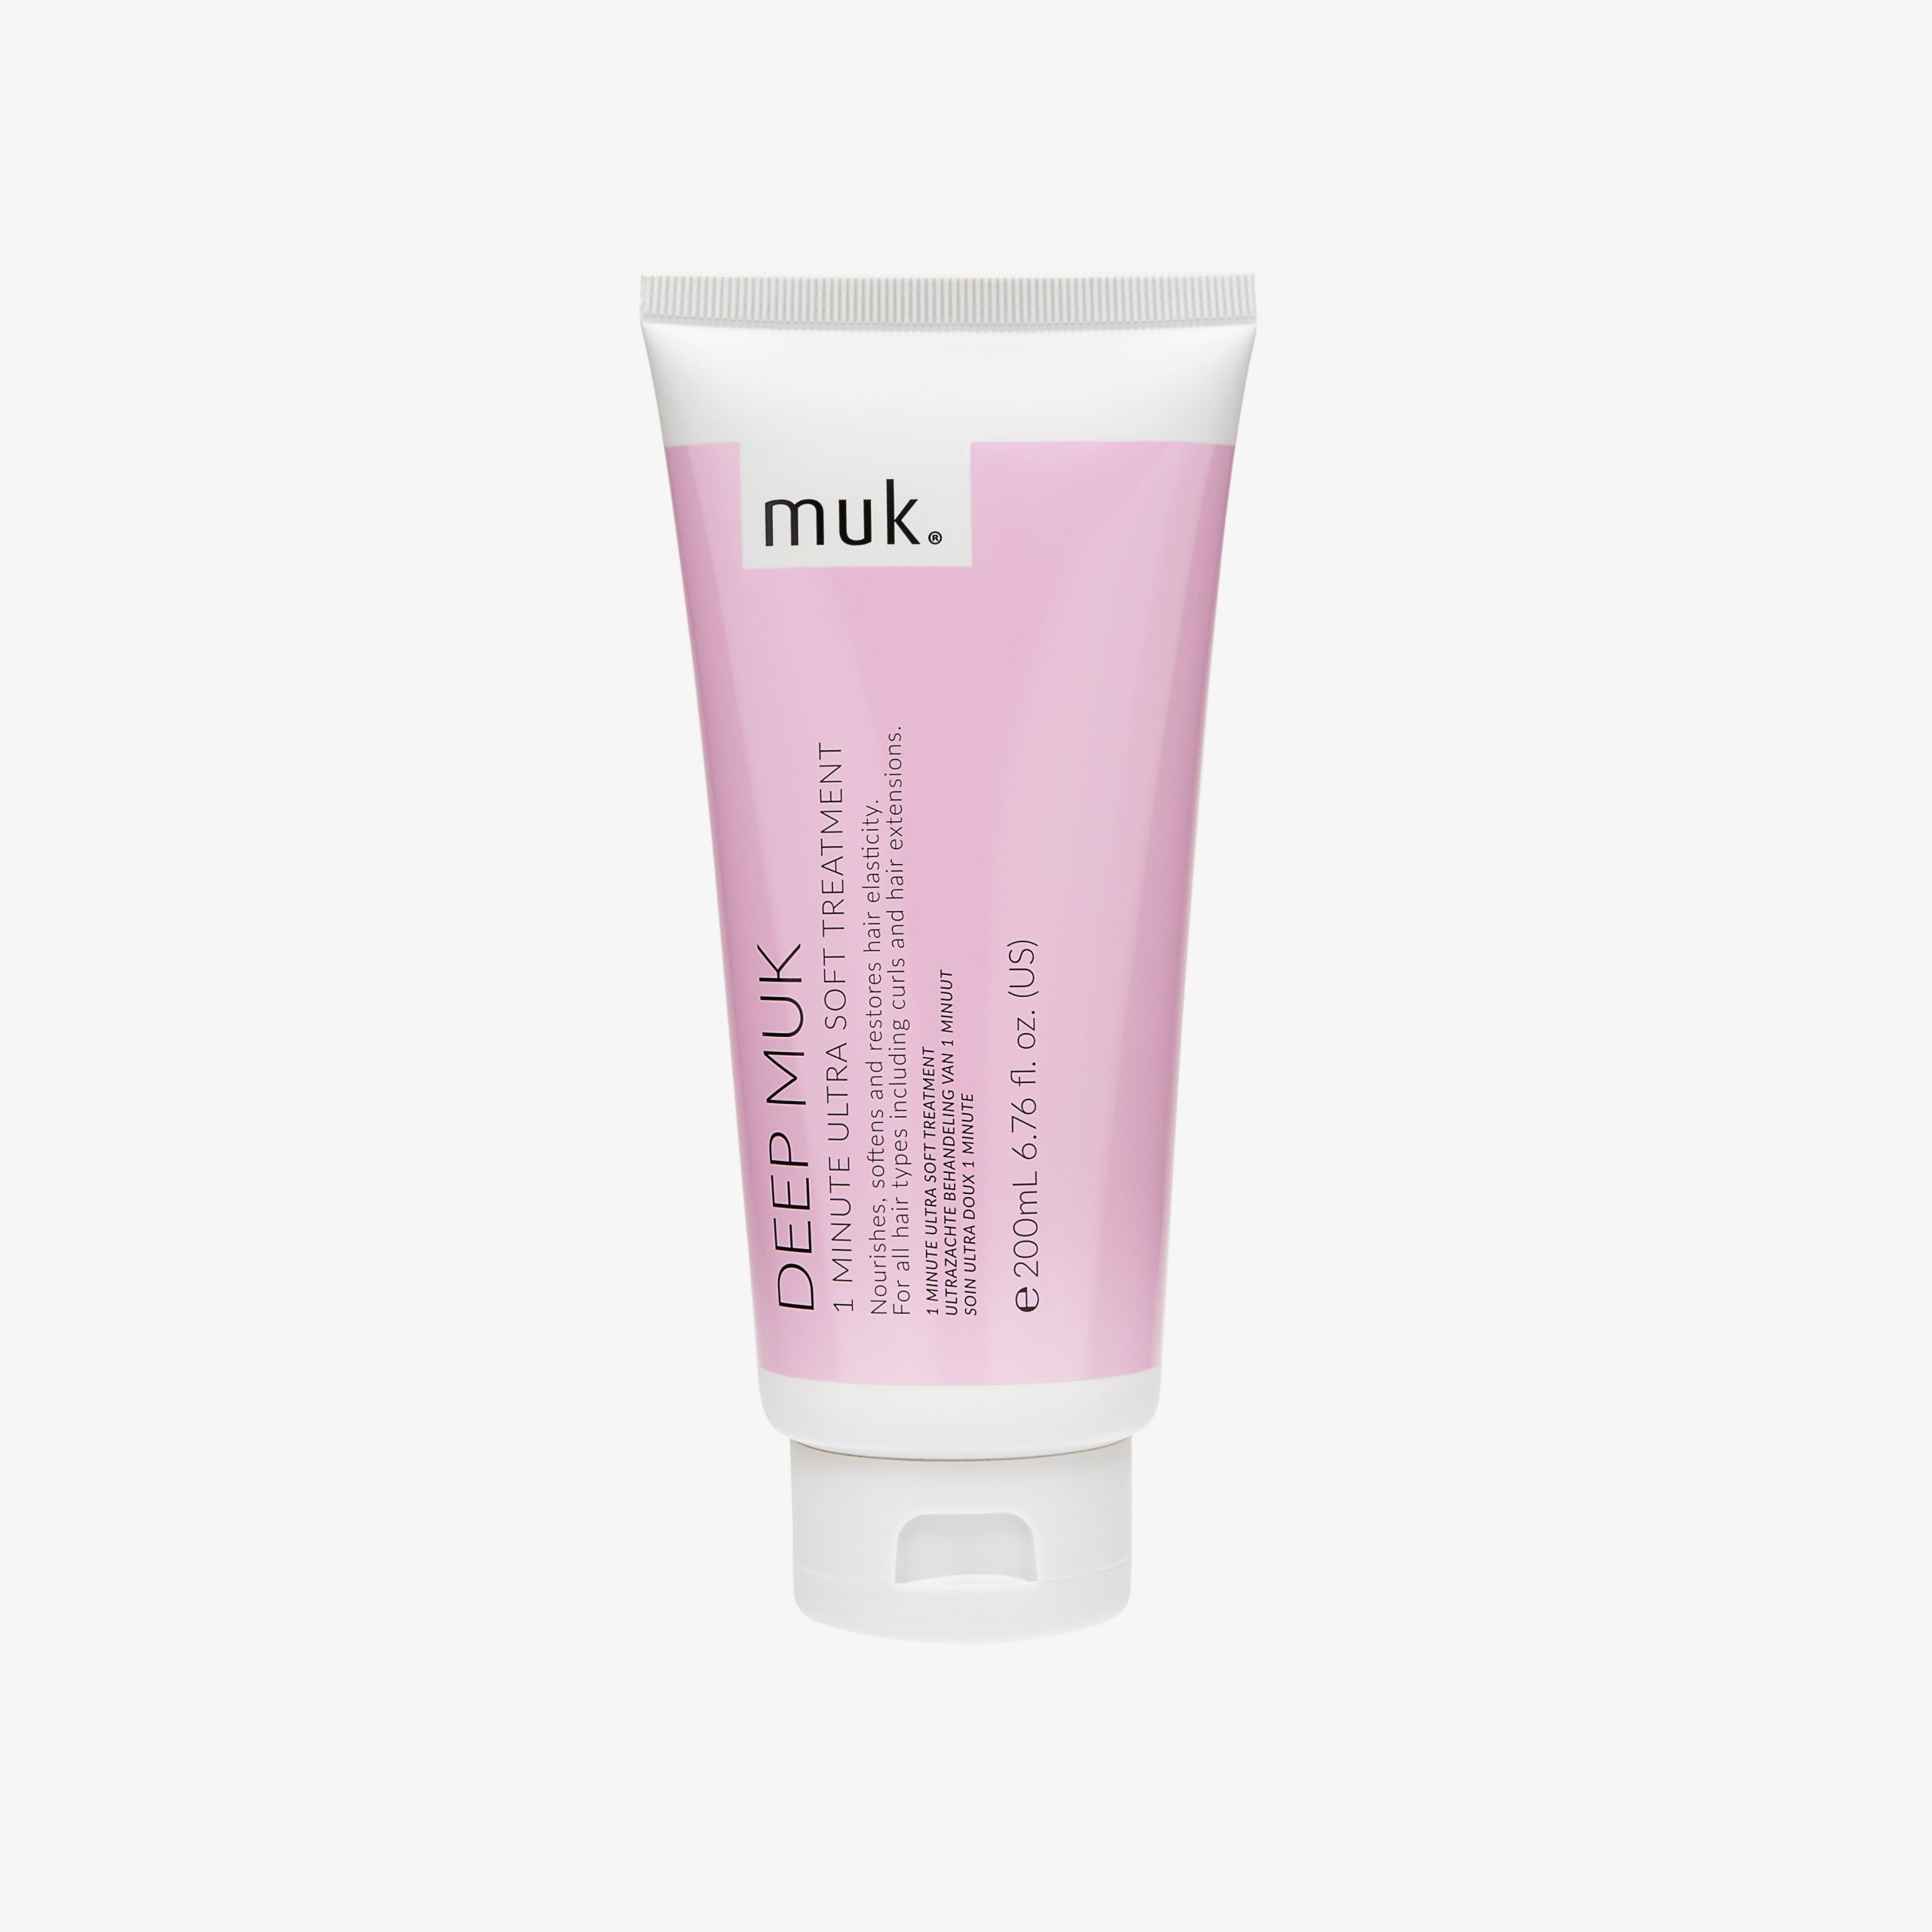 muk.®
DEEP MUK
1 MINUTE ULTRA SOFT TREATMENT
Nourishes, softens and restores hair elasticity.
For all hair types including curls and hair extensions.
1 MINUTE ULTRA SOFT TREATMENT
ULTRAZACHTE BEHANDELING VAN 1 MINUUT
SOIN ULTRA DOUX 1 MINUTE
℮ 200mL 6.76 fl. oz. (US)